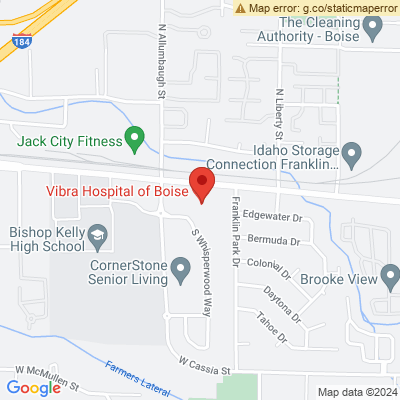 Map error: g.co/staticmaperror
184
N Allumbaugh St
The Cleaning
Authority - Boise
N Liberty St
Jack City Fitness
Idaho Storage
Connection Franklin...
Vibra Hospital of Boise
Edgewater Dr
Bishop Kelly
High School
S Whisperwood Way
Franklin Park Dr
Bermuda Dr
CornerStone
Senior Living
Colonial Dr
Brooke View
Daytona Dr
Tahoe Dr
W Cassia St
W McMullen St
Farmers Lateral
Google
Map data ©2024